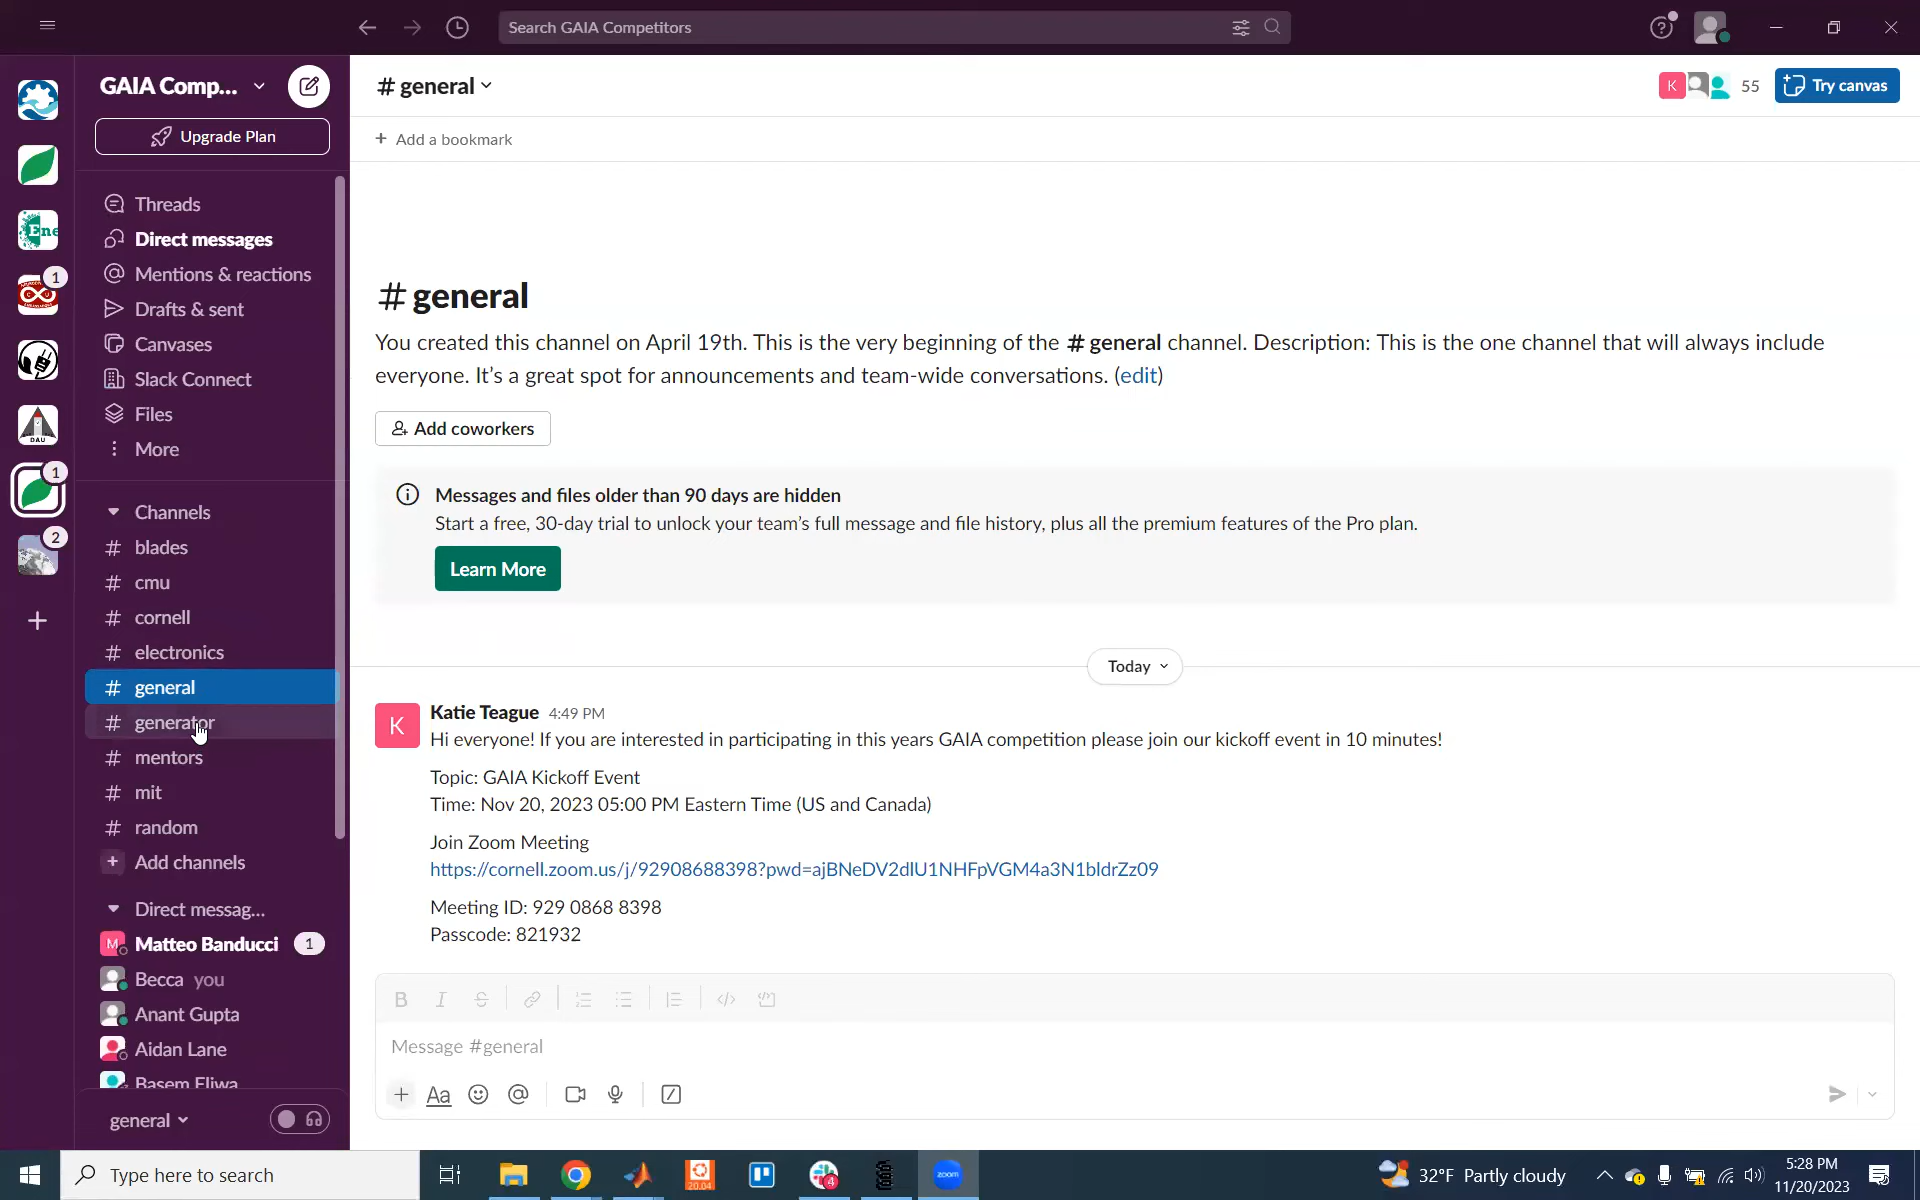 Search GAIA Competitors
GAIA Comp...
Upgrade Plan
Threads
Direct messages
Mentions & reactions
Drafts & sent
Canvases
Slack Connect
Files
More
Channels
# blades
# cmu
# cornell
# electronics
# general
# generator
# mentors
# mit
# random
+ Add channels
Direct messag...
M Matteo Banducci 1
Becca you
Anant Gupta
Aidan Lane
Basem Eliwa
general
Ene
1
DAU
1
2
# general
K 55 Try canvas
+ Add a bookmark
# general
You created this channel on April 19th. This is the very beginning of the # general channel. Description: This is the one channel that will always include
everyone. It’s a great spot for announcements and team-wide conversations. (edit)
Add coworkers
Messages and files older than 90 days are hidden
Start a free, 30-day trial to unlock your team’s full message and file history, plus all the premium features of the Pro plan.
Learn More
Today
K Katie Teague 4:49 PM
Hi everyone! If you are interested in participating in this years GAIA competition please join our kickoff event in 10 minutes!
Topic: GAIA Kickoff Event
Time: Nov 20, 2023 05:00 PM Eastern Time (US and Canada)
Join Zoom Meeting
https://cornell.zoom.us/j/92908688398?pwd=ajBNeDV2dlU1NHFpVGM4a3N1bldrZz09
Meeting ID: 929 0868 8398
Passcode: 821932
B I S
Message #general
+ Aa @
Type here to search
20.04
4
zoom
32°F Partly cloudy
5:28 PM
11/20/2023